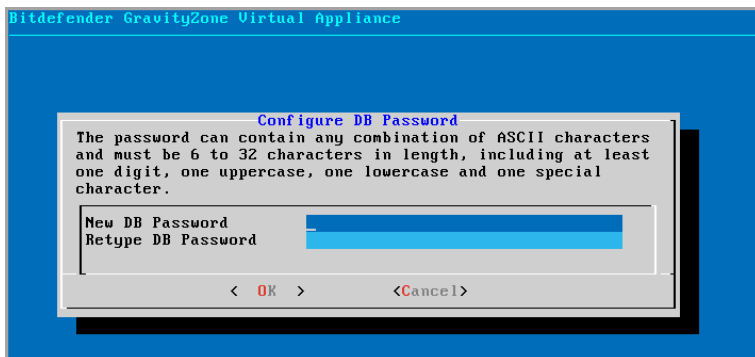 Bitdefender GravityZone Virtual Appliance
Configure DB Password
The password can contain any combination of ASCII characters
and must be 6 to 32 characters in length, including at least
one digit, one uppercase, one lowercase and one special
character.
New DB Password
Retype DB Password
< OK > <Cancel>